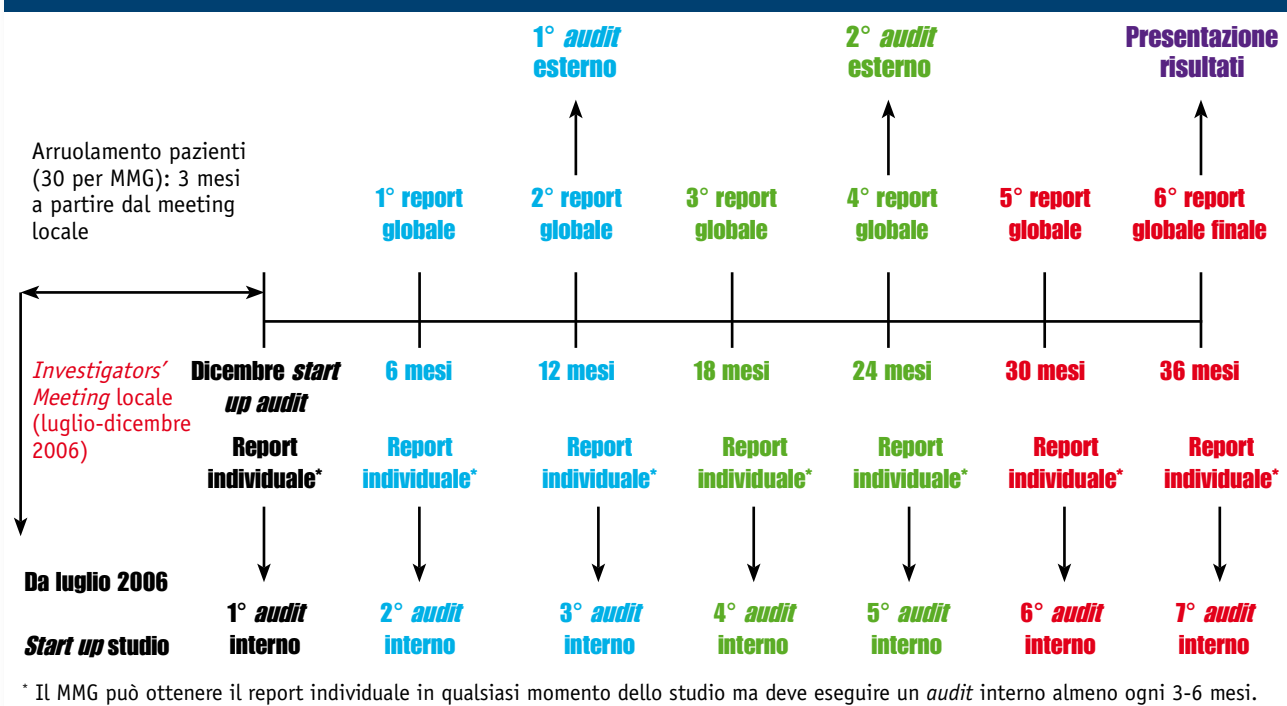 1° audit
esterno
2° audit
esterno
Presentazione
risultati
Arruolamento pazienti
(30 per MMG): 3 mesi
a partire dal meeting
locale
1° report
globale
2° report
globale
3° report
globale
4° report
globale
5° report
globale
6° report
globale finale
Investigators'
Meeting locale
(luglio-dicembre
2006)
Dicembre start
up audit
6 mesi
12 mesi
18 mesi
24 mesi
30 mesi
36 mesi
Report
individuale*
Report
individuale*
Report
individuale*
Report
individuale*
Report
individuale*
Report
individuale*
Report
individuale*
Da luglio 2006
Start up studio
1° audit
interno
2° audit
interno
3° audit
interno
4° audit
interno
5° audit
interno
6° audit
interno
7° audit
interno
* Il MMG può ottenere il report individuale in qualsiasi momento dello studio ma deve eseguire un audit interno almeno ogni 3-6 mesi.